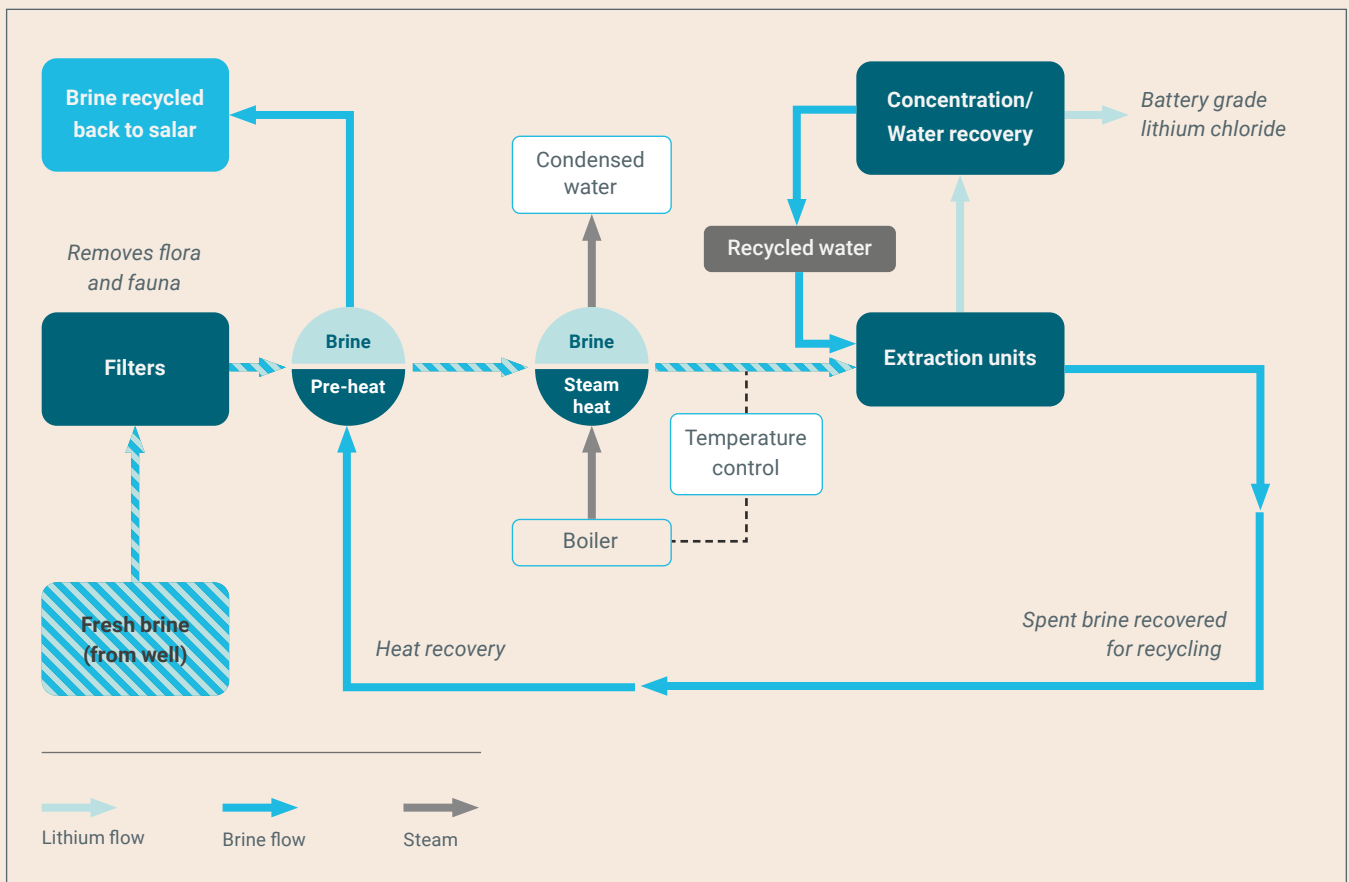 Brine recycled
back to salar
Condensed
water
Concentration/
Water recovery
Battery grade
lithium chloride
Recycled water
Removes flora
and fauna
Filters
Brine
Pre-heat
Brine
Steam
heat
Extraction units
Temperature
control
Boiler
Fresh brine
(from well)
Heat recovery
Spent brine recovered
for recycling
Lithium flow
Brine flow
Steam